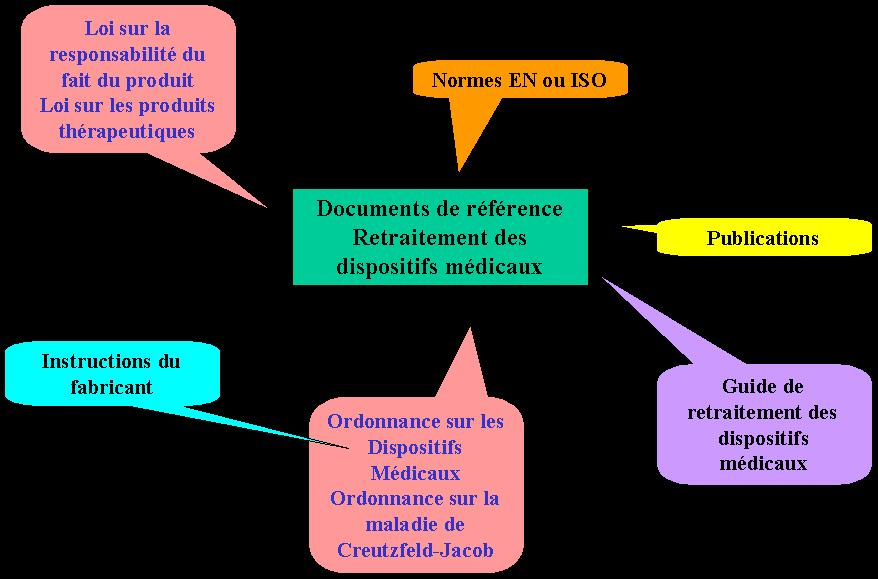 Loi sur la
responsabilité du
fait du produit
Loi sur les produits
thérapeutiques
Normes EN ou ISO
Documents de référence
Retraitement des
dispositifs médicaux
Publications
Instructions du
fabricant
Guide de
retraitement des
dispositifs
médicaux
Ordonnance sur les
Dispositifs
Médicaux
Ordonnance sur la
maladie de
Creutzfeld-Jacob